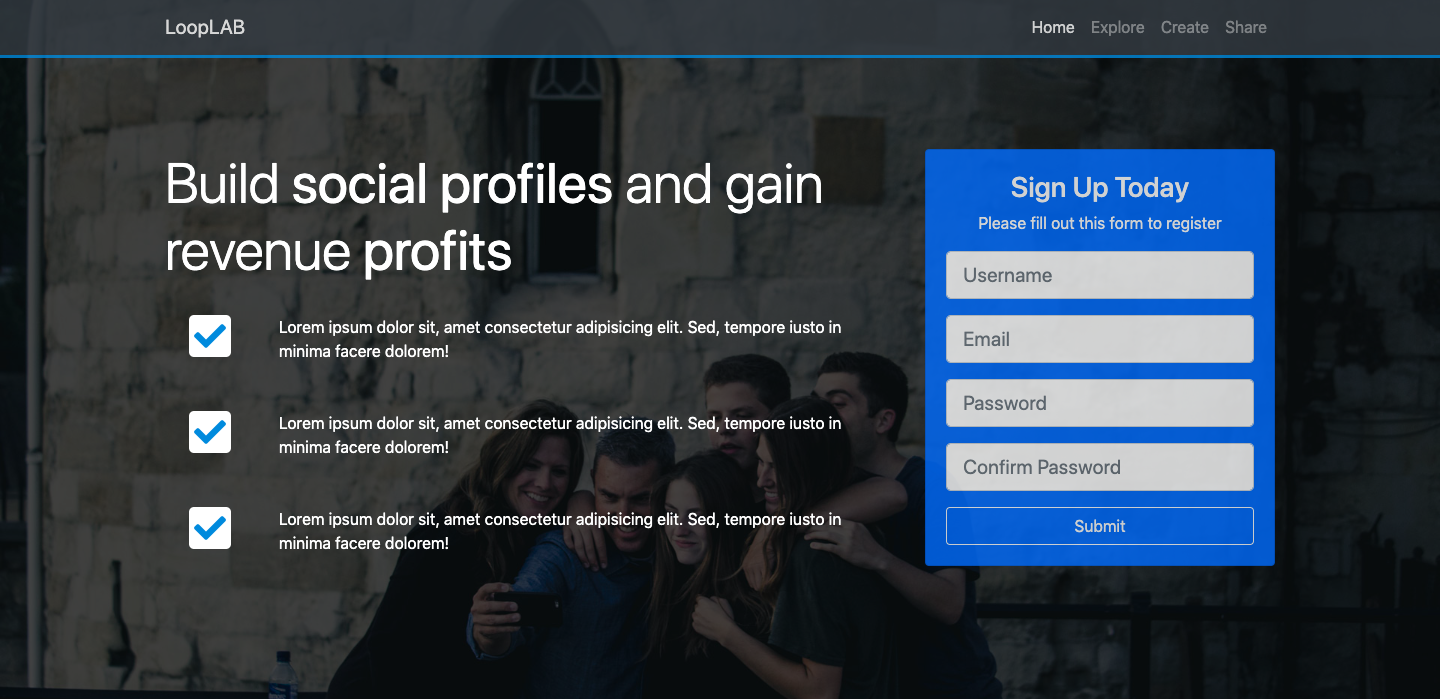 LoopLAB
Home Explore Create Share
Build social profiles and gain
revenue profits
Lorem ipsum dolor sit, amet consectetur adipisicing elit. Sed, tempore iusto in
minima facere dolorem!
Lorem ipsum dolor sit, amet consectetur adipisicing elit. Sed, tempore iusto in
minima facere dolorem!
Lorem ipsum dolor sit, amet consectetur adipisicing elit. Sed, tempore iusto in
minima facere dolorem!
Sign Up Today
Please fill out this form to register
Username
Email
Password
Confirm Password
Submit